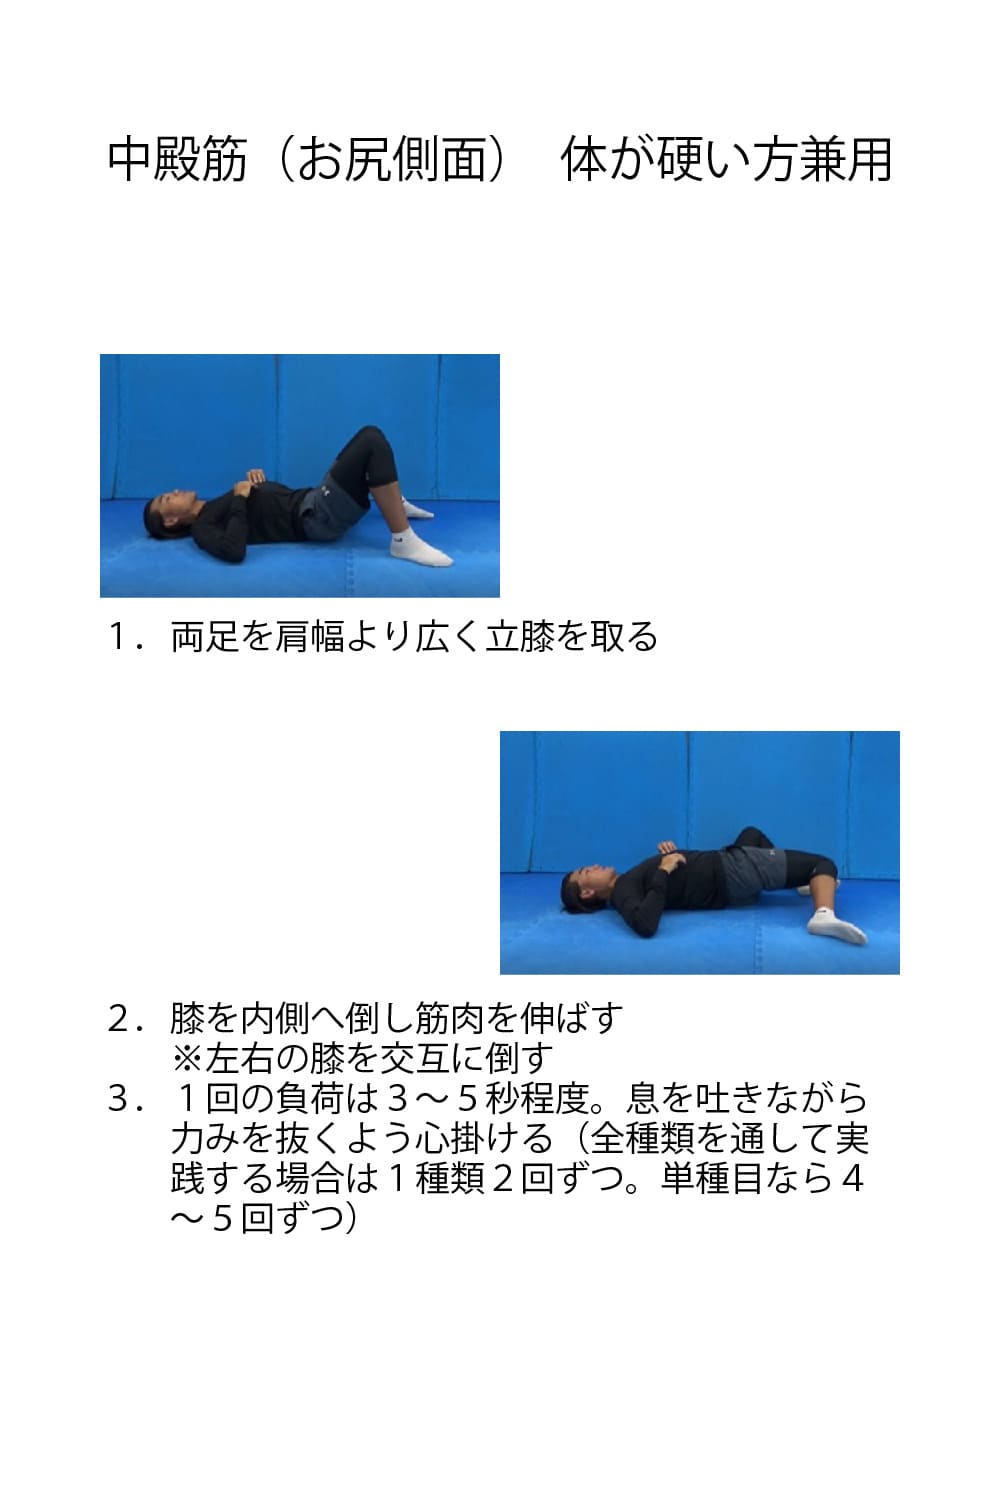 中殿筋（お尻側面）　体が硬い方兼用
１．両足を肩幅より広く立膝を取る
２．膝を内側へ倒し筋肉を伸ばす
※左右の膝を交互に倒す
３．１回の負荷は３～５秒程度。息を吐きながら
力みを抜くよう心掛ける（全種類を通して実
践する場合は１種類２回ずつ。単種目なら４
～５回ずつ）